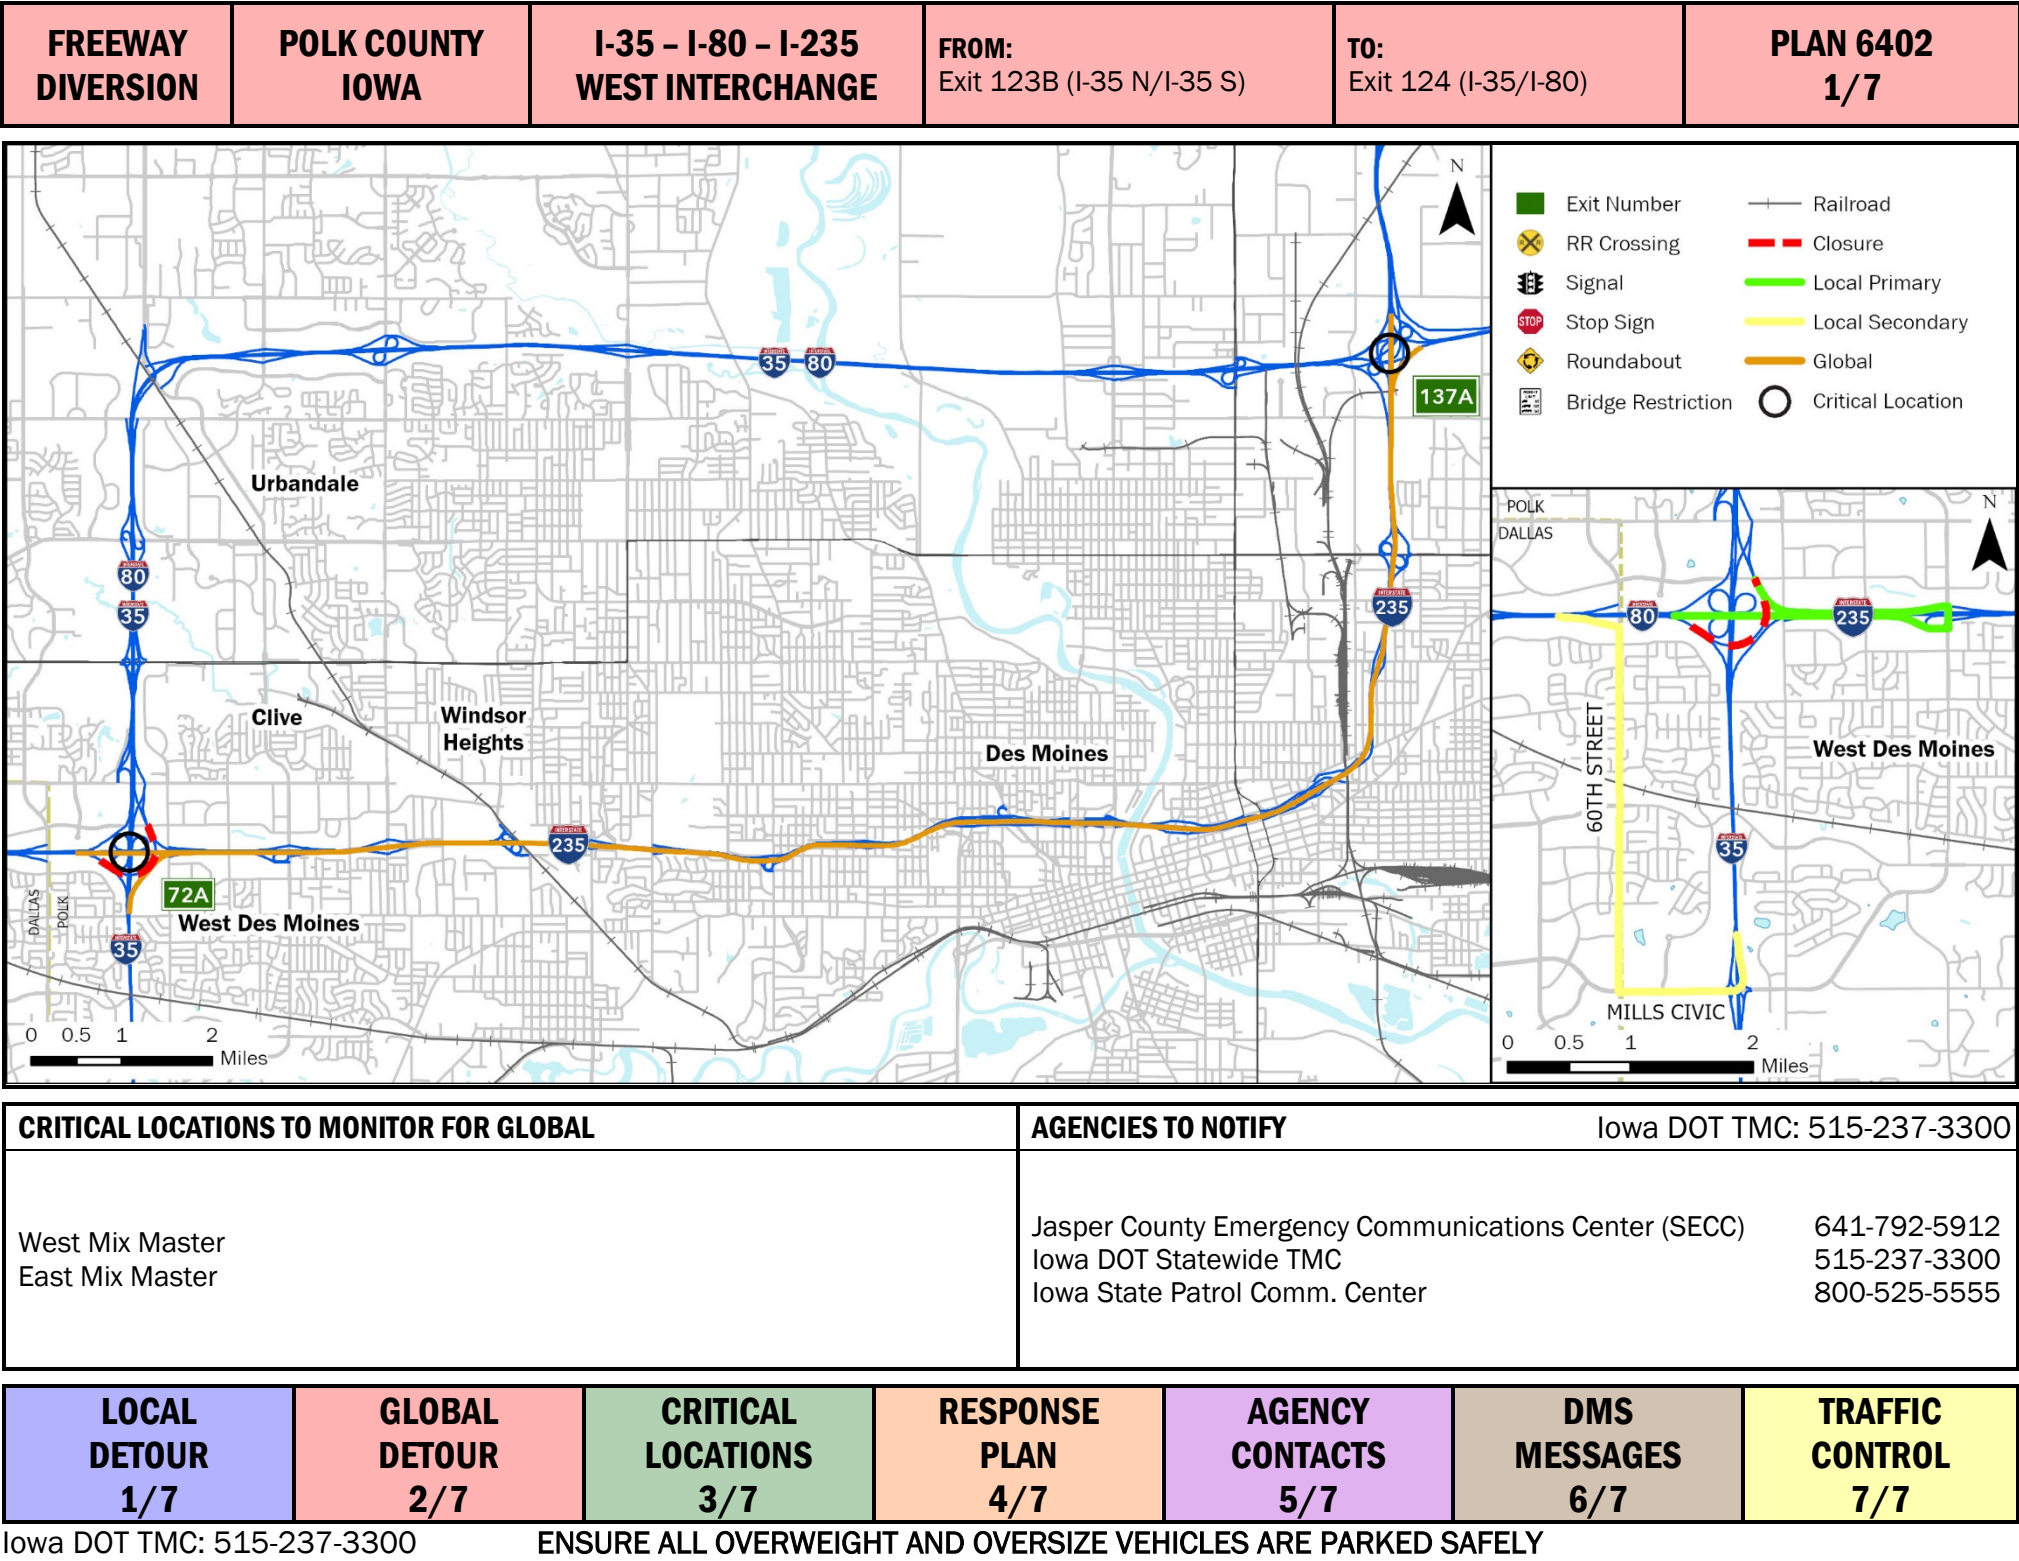 FREEWAY
DIVERSION
POLK COUNTY
IOWA
I-35 – I-80 – I-235
WEST INTERCHANGE
FROM:
Exit 123B (I-35 N/I-35 S)
TO:
Exit 124 (I-35/I-80)
PLAN 6402
1/7
N
35
80
137A
Urbandale
80
35
235
Clive
Windsor
Heights
Des Moines
235
72A
West Des Moines
DALLAS
POLK
35
0 0.5 1 2
Miles
Exit Number
RR Crossing
Signal
STOP
Stop Sign
Roundabout
Bridge Restriction
Railroad
Closure
Local Primary
Local Secondary
Global
Critical Location
POLK
DALLAS
N
80
235
60TH STREET
West Des Moines
35
MILLS CIVIC
0 0.5 1 2
Miles
CRITICAL LOCATIONS TO MONITOR FOR GLOBAL
West Mix Master
East Mix Master
AGENCIES TO NOTIFY Iowa DOT TMC: 515-237-3300
Jasper County Emergency Communications Center (SECC) 641-792-5912
Iowa DOT Statewide TMC 515-237-3300
Iowa State Patrol Comm. Center 800-525-5555
LOCAL
DETOUR
1/7
GLOBAL
DETOUR
2/7
CRITICAL
LOCATIONS
3/7
RESPONSE
PLAN
4/7
AGENCY
CONTACTS
5/7
DMS
MESSAGES
6/7
TRAFFIC
CONTROL
7/7
Iowa DOT TMC: 515-237-3300 ENSURE ALL OVERWEIGHT AND OVERSIZE VEHICLES ARE PARKED SAFELY